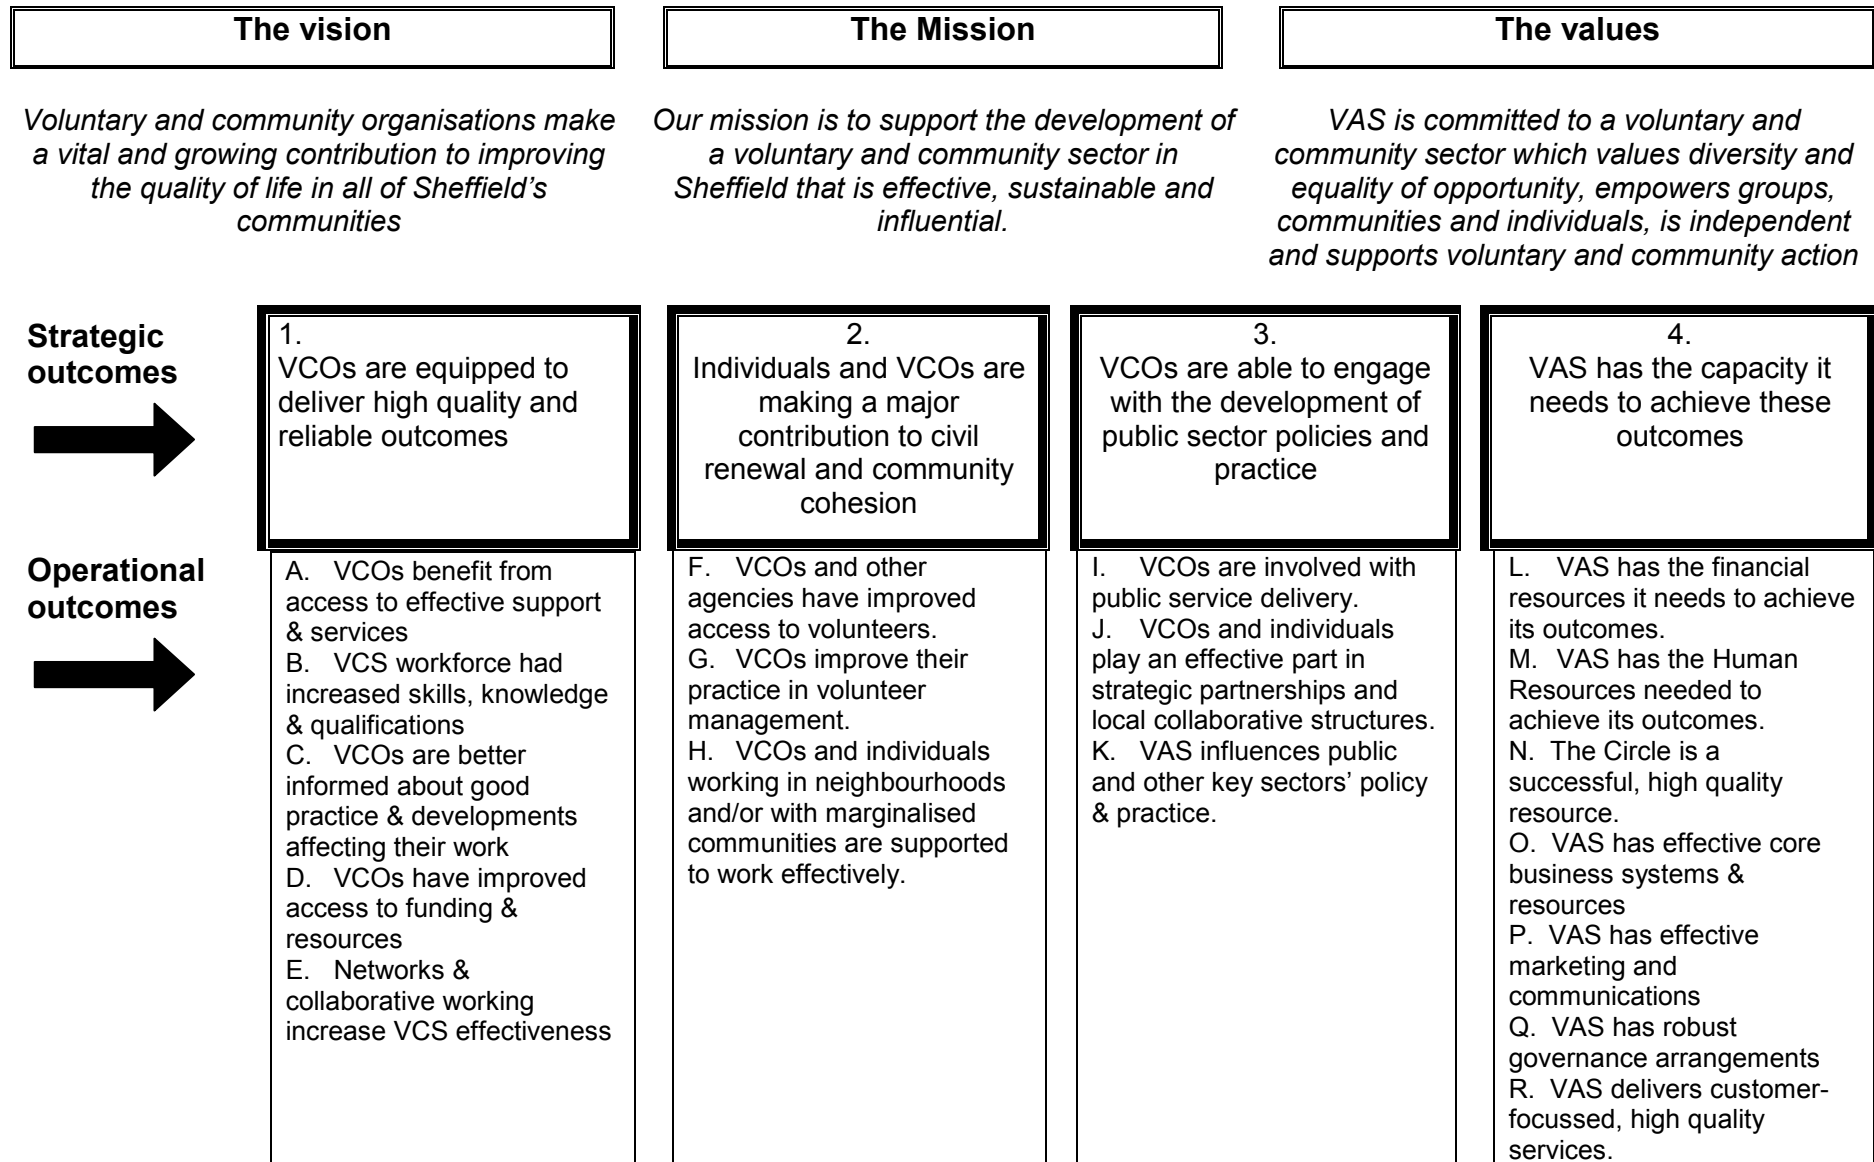 The vision
Voluntary and community organisations make
a vital and growing contribution to improving
the quality of life in all of Sheffield’s
communities
The Mission
Our mission is to support the development of
a voluntary and community sector in
Sheffield that is effective, sustainable and
influential.
The values
VAS is committed to a voluntary and
community sector which values diversity and
equality of opportunity, empowers groups,
communities and individuals, is independent
and supports voluntary and community action
Strategic
outcomes
1.
VCOs are equipped to
deliver high quality and
reliable outcomes
2.
Individuals and VCOs are
making a major
contribution to civil
renewal and community
cohesion
3.
VCOs are able to engage
with the development of
public sector policies and
practice
4.
VAS has the capacity it
needs to achieve these
outcomes
Operational
outcomes
A. VCOs benefit from
access to effective support
& services
B. VCS workforce had
increased skills, knowledge
& qualifications
C. VCOs are better
informed about good
practice & developments
affecting their work
D. VCOs have improved
access to funding &
resources
E. Networks &
collaborative working
increase VCS effectiveness
F. VCOs and other
agencies have improved
access to volunteers.
G. VCOs improve their
practice in volunteer
management.
H. VCOs and individuals
working in neighbourhoods
and/or with marginalised
communities are supported
to work effectively.
I. VCOs are involved with
public service delivery.
J. VCOs and individuals
play an effective part in
strategic partnerships and
local collaborative structures.
K. VAS influences public
and other key sectors’ policy
& practice.
L. VAS has the financial
resources it needs to achieve
its outcomes.
M. VAS has the Human
Resources needed to
achieve its outcomes.
N. The Circle is a
successful, high quality
resource.
O. VAS has effective core
business systems &
resources
P. VAS has effective
marketing and
communications
Q. VAS has robust
governance arrangements
R. VAS delivers customer-
focussed, high quality
services.